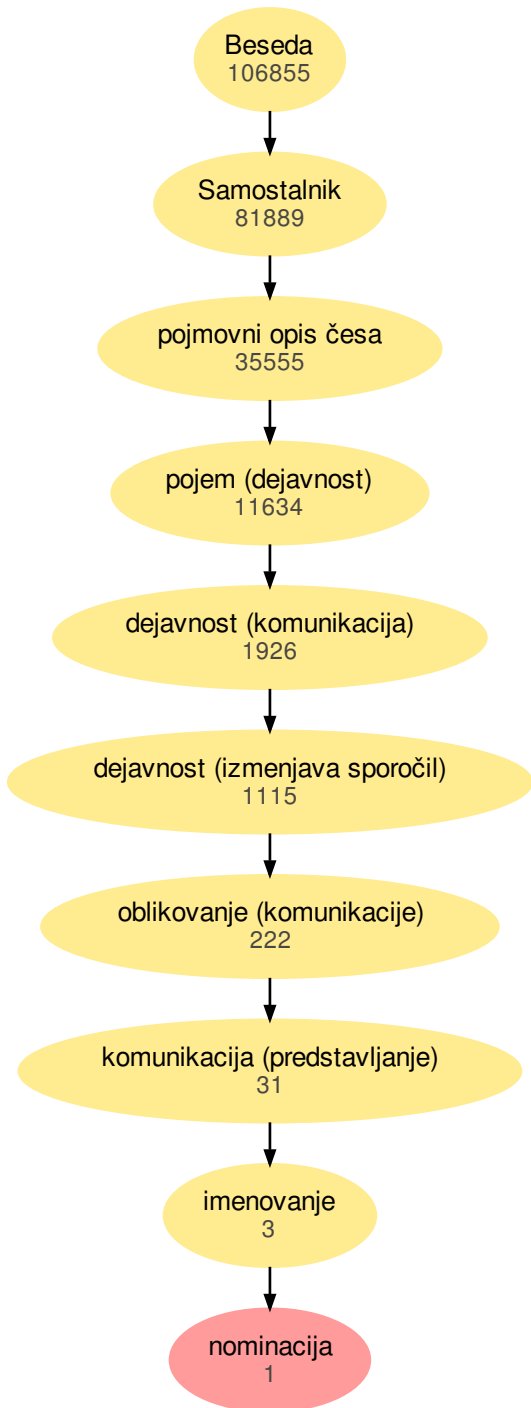 Beseda
106855
Samostalnik
81889
pojmovni opis česa
35555
pojem (dejavnost)
11634
dejavnost (komunikacija)
1926
dejavnost (izmenjava sporočil)
1115
oblikovanje (komunikacije)
222
komunikacija (predstavljanje)
31
imenovanje
3
nominacija
1